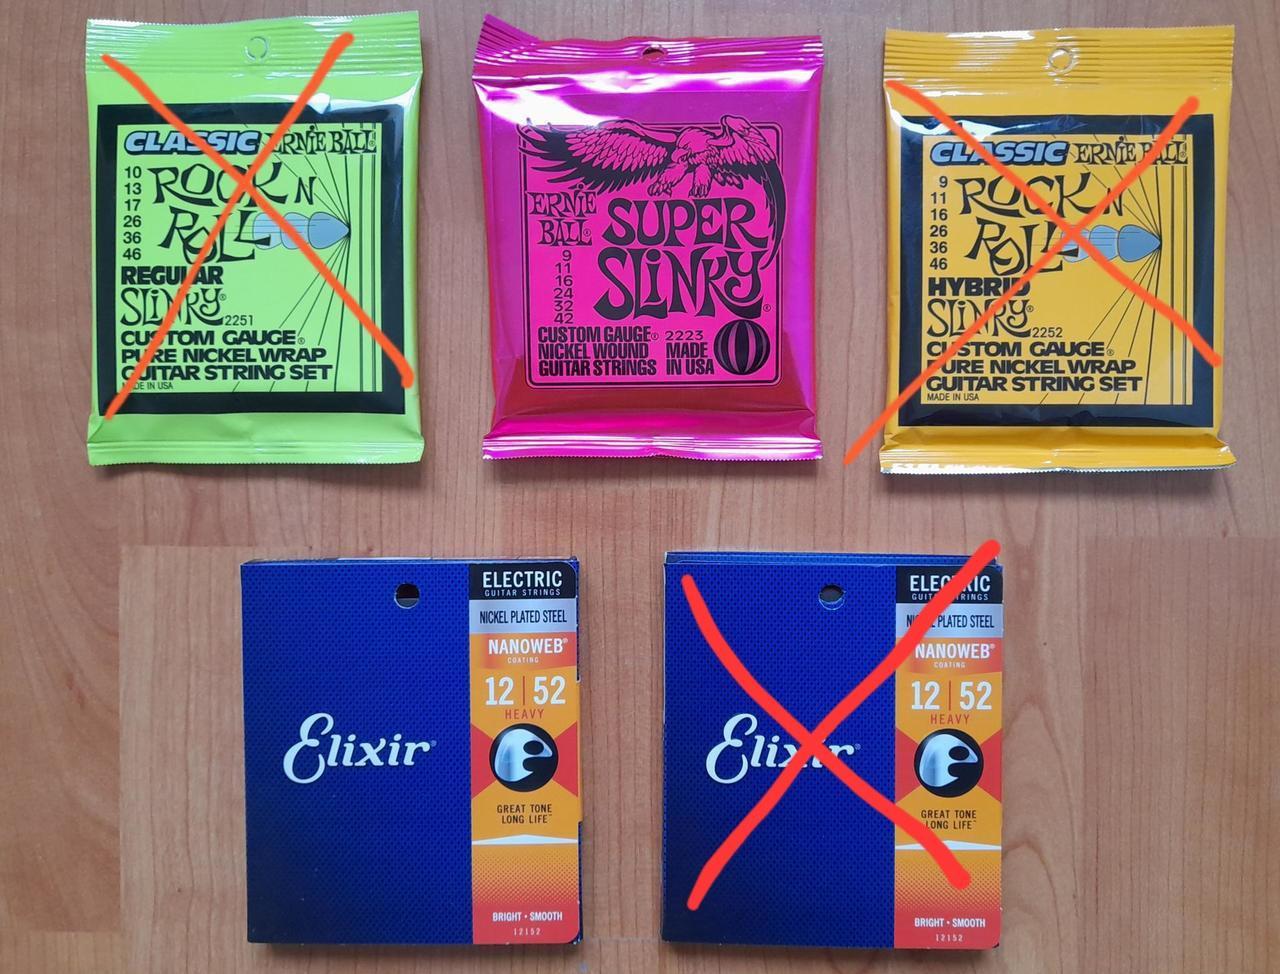 CLASSIC ERNIE BALL
10
13
17
26
36
46
ROCK N
ROLL
REGULAR
SLINKY®
2251
CUSTOM GAUGE®
PURE NICKEL WRAP
GUITAR STRING SET
MADE IN USA
ERNIE
BALL®
SUPER
SLINKY®
9
11
16
24
32
42
CUSTOM GAUGE® 2223
NICKEL WOUND MADE
GUITAR STRINGS IN USA
CLASSIC ERNIE BALL®
9
11
16
26
36
46
ROCK N
ROLL
HYBRID
SLINKY®
2252
CUSTOM GAUGE®
PURE NICKEL WRAP
GUITAR STRING SET
MADE IN USA
ELECTRIC
GUITAR STRINGS
NICKEL PLATED STEEL
NANOWEB®
COATING
12 | 52
HEAVY
Elixir®
GREAT TONE
LONG LIFE™
BRIGHT • SMOOTH
12152
ELECTRIC
GUITAR STRINGS
NICKEL PLATED STEEL
NANOWEB®
COATING
12 | 52
HEAVY
Elixir®
GREAT TONE
LONG LIFE™
BRIGHT • SMOOTH
12152